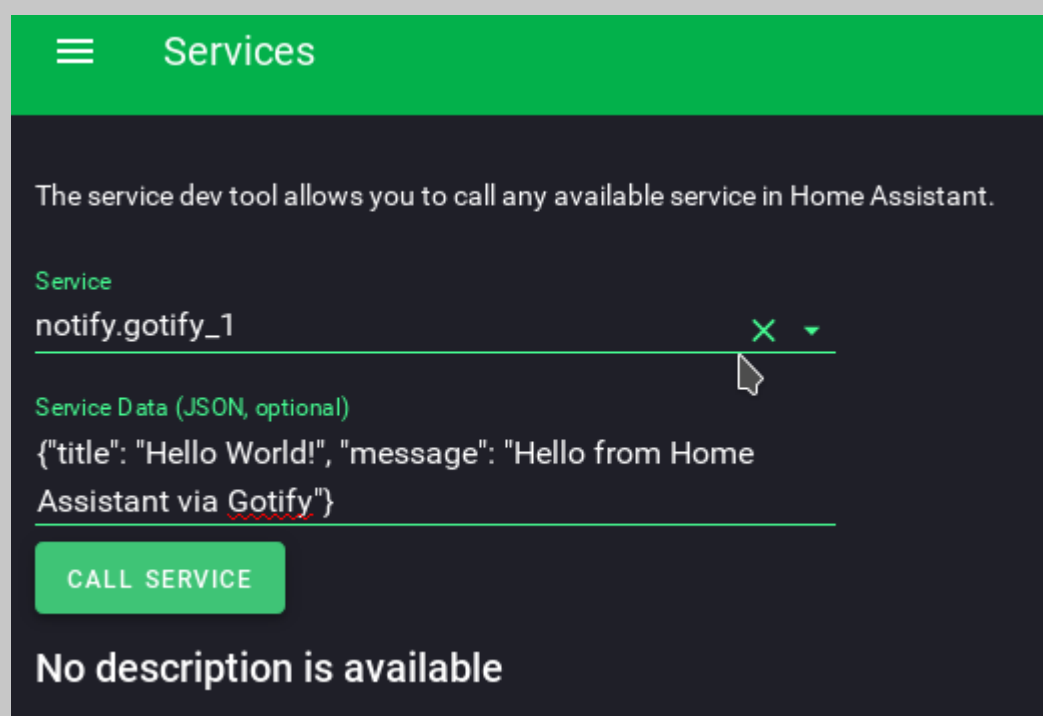 Services
The service dev tool allows you to call any available service in Home Assistant.
Service
notify.gotify_1
Service Data (JSON, optional)
{"title": "Hello World!", "message": "Hello from Home
Assistant via Gotify"}
CALL SERVICE
No description is available